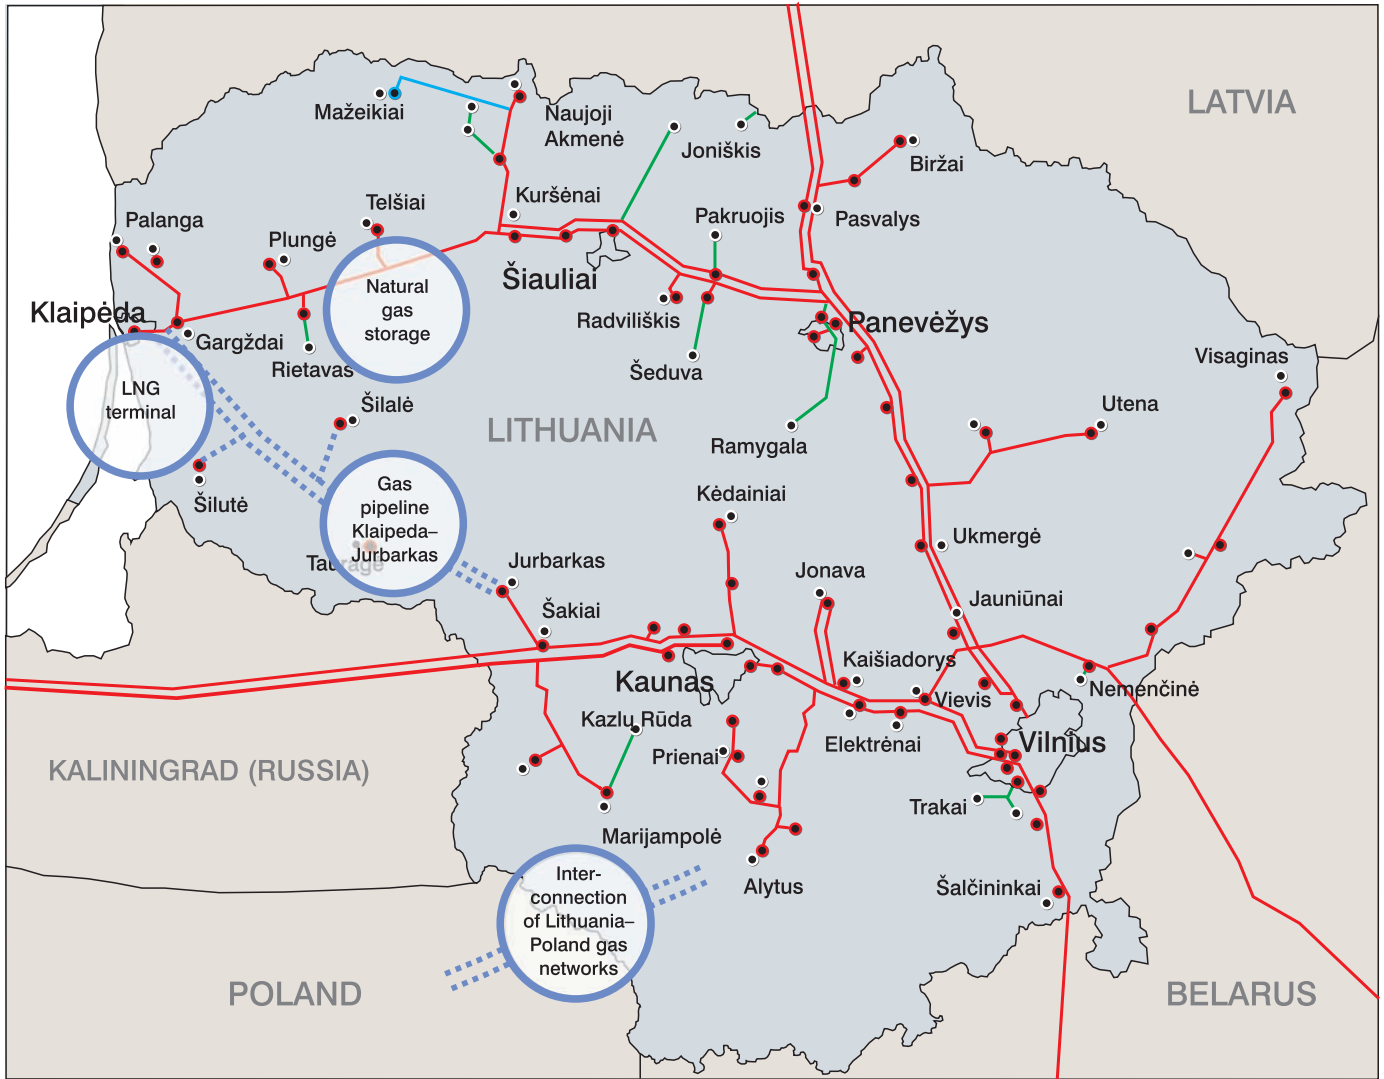 LATVIA
Mažeikiai
Naujoji
Akmenė
Joniškis
Biržai
Telšiai
Kuršėnai
Palanga
Pakruojis
Pasvalys
Plungė
Šiauliai
Natural
gas
storage
Klaipėda
Radviliškis
Panevėžys
Gargždai
Rietavas
Šeduva
Visaginas
LNG
terminal
Šilalė
Utena
LITHUANIA
Ramygala
Šilutė
Gas
pipeline
Klaipeda–
Jurbarkas
Kėdainiai
Ukmergė
Tauragė
Jurbarkas
Jonava
Šakiai
Jauniūnai
Kaunas
Kaišiadorys
Nemenčinė
Vievis
Kazlų Rūda
Elektrėnai
Vilnius
Prienai
KALININGRAD (RUSSIA)
Trakai
Marijampolė
Alytus
Šalčininkai
Inter-
connection
of Lithuania–
Poland gas
networks
POLAND
BELARUS